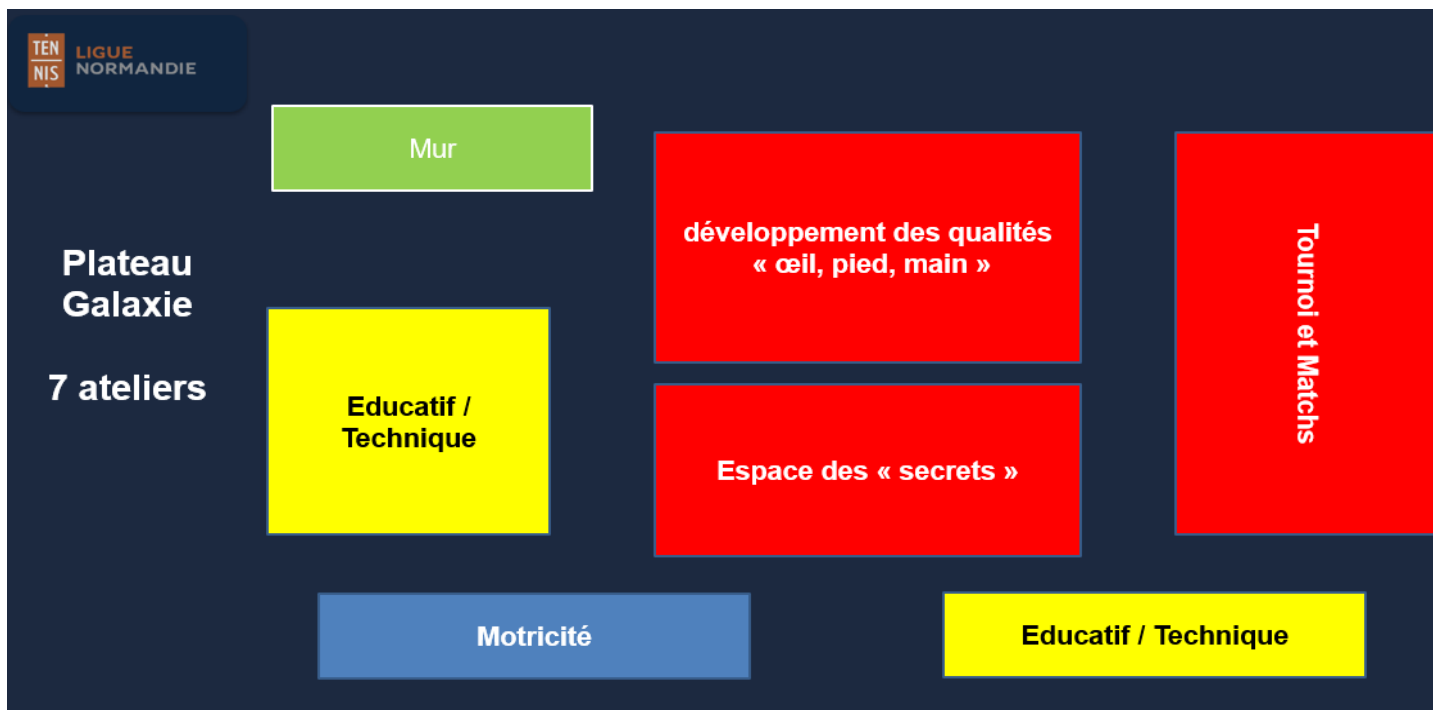 TEN
NIS
LIGUE
NORMANDIE
Mur
développement des qualités
« œil, pied, main »
Tournoi et Matchs
Plateau
Galaxie
7 ateliers
Educatif /
Technique
Espace des « secrets »
Motricité
Educatif / Technique